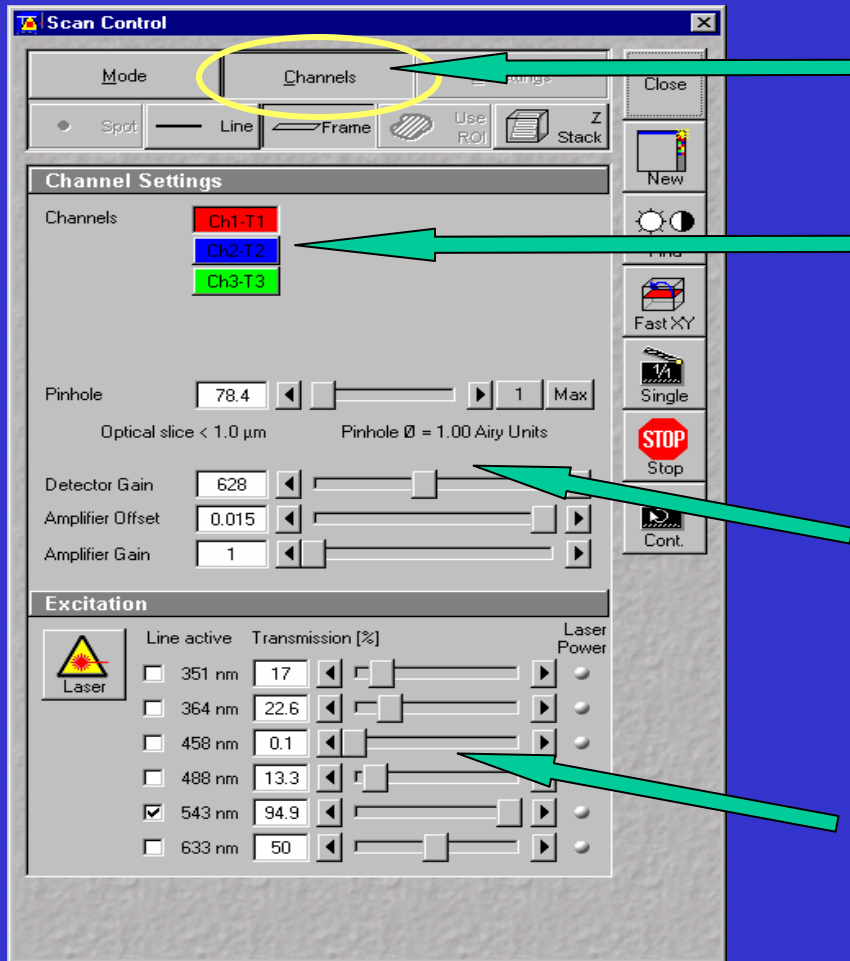 Scan Control
Mode Channels
Close
Spot Line Frame Use ROI Z Stack
New
Channel Settings
Channels Ch1-T1
Ch2-T2
Ch3-T3
Fast XY
Single
Pinhole 78.4 1 Max
Optical slice < 1.0 µm Pinhole Ø = 1.00 Airy Units
STOP
Stop
Detector Gain 628
Amplifier Offset 0.015
Amplifier Gain 1
Cont.
Excitation
Laser
Line active Transmission [%] Laser Power
351 nm 17
364 nm 22.6
458 nm 0.1
488 nm 13.3
543 nm 94.9
633 nm 50